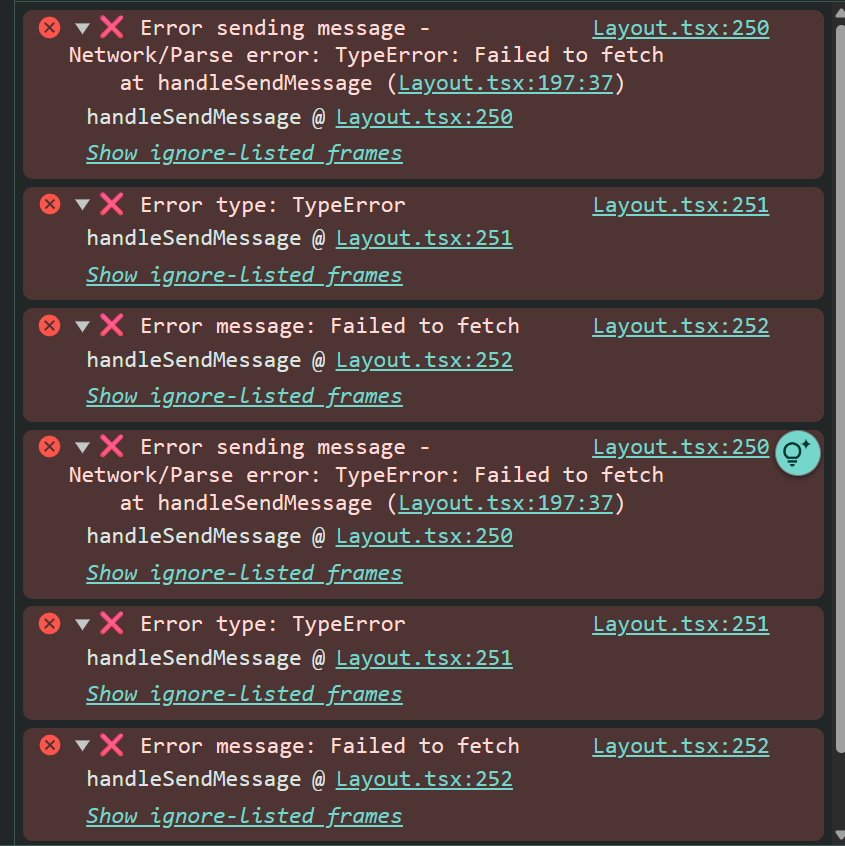 ❌ Error sending message - Layout.tsx:250
Network/Parse error: TypeError: Failed to fetch
at handleSendMessage (Layout.tsx:197:37)
handleSendMessage @ Layout.tsx:250
Show ignore-listed frames
❌ Error type: TypeError Layout.tsx:251
handleSendMessage @ Layout.tsx:251
Show ignore-listed frames
❌ Error message: Failed to fetch Layout.tsx:252
handleSendMessage @ Layout.tsx:252
Show ignore-listed frames
❌ Error sending message - Layout.tsx:250
Network/Parse error: TypeError: Failed to fetch
at handleSendMessage (Layout.tsx:197:37)
handleSendMessage @ Layout.tsx:250
Show ignore-listed frames
❌ Error type: TypeError Layout.tsx:251
handleSendMessage @ Layout.tsx:251
Show ignore-listed frames
❌ Error message: Failed to fetch Layout.tsx:252
handleSendMessage @ Layout.tsx:252
Show ignore-listed frames